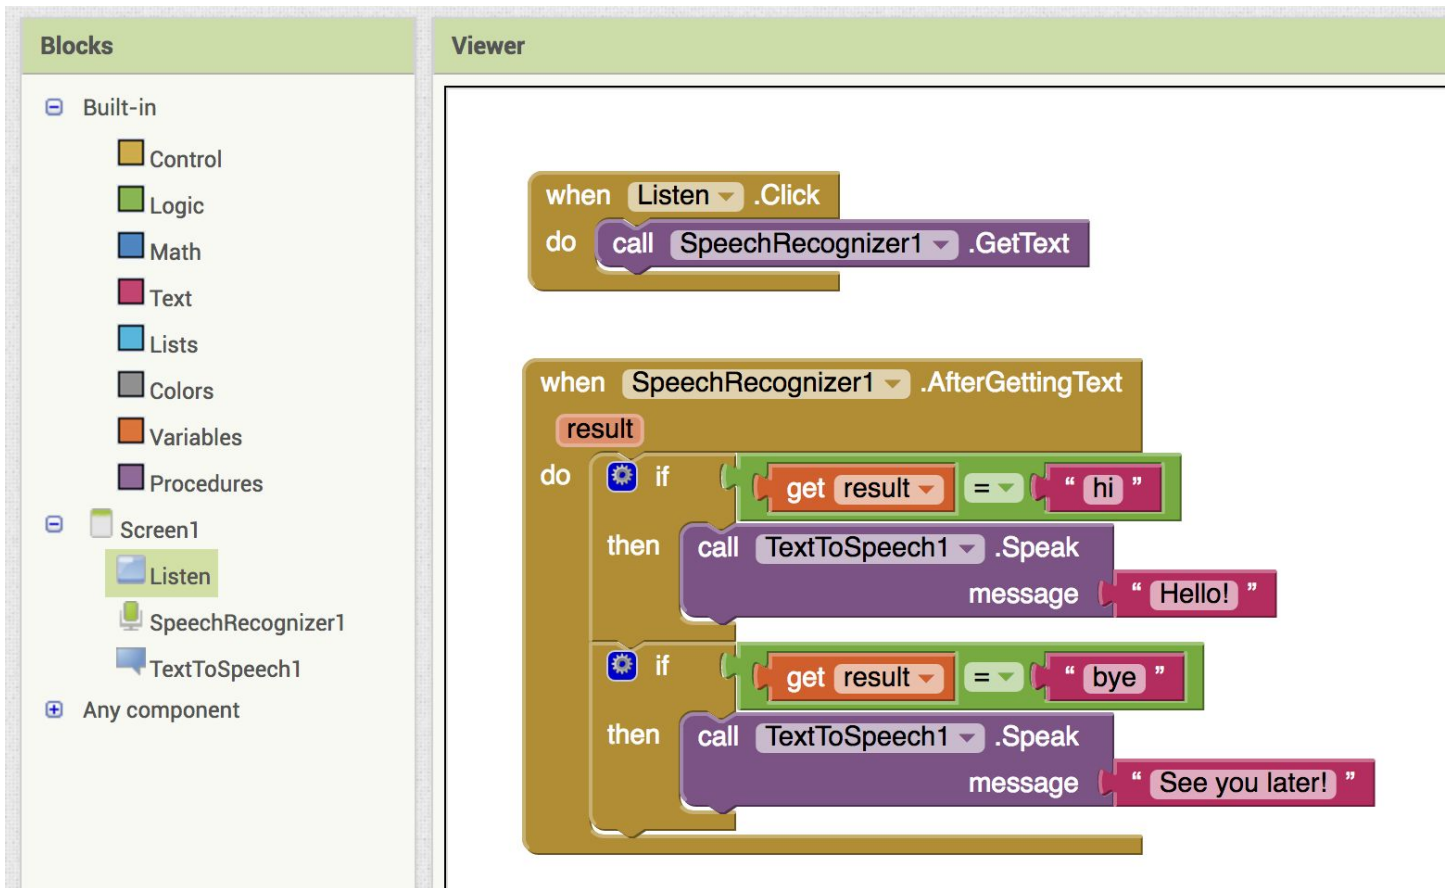 Blocks
Built-in
Control
Logic
Math
Text
Lists
Colors
Variables
Procedures
Screen1
Listen
SpeechRecognizer1
TextToSpeech1
Any component
Viewer
when Listen .Click
do call SpeechRecognizer1 .GetText
when SpeechRecognizer1 .AfterGettingText
result
do if get result = “ hi ”
then call TextToSpeech1 .Speak
message “ Hello! ”
if get result = “ bye ”
then call TextToSpeech1 .Speak
message “ See you later! ”